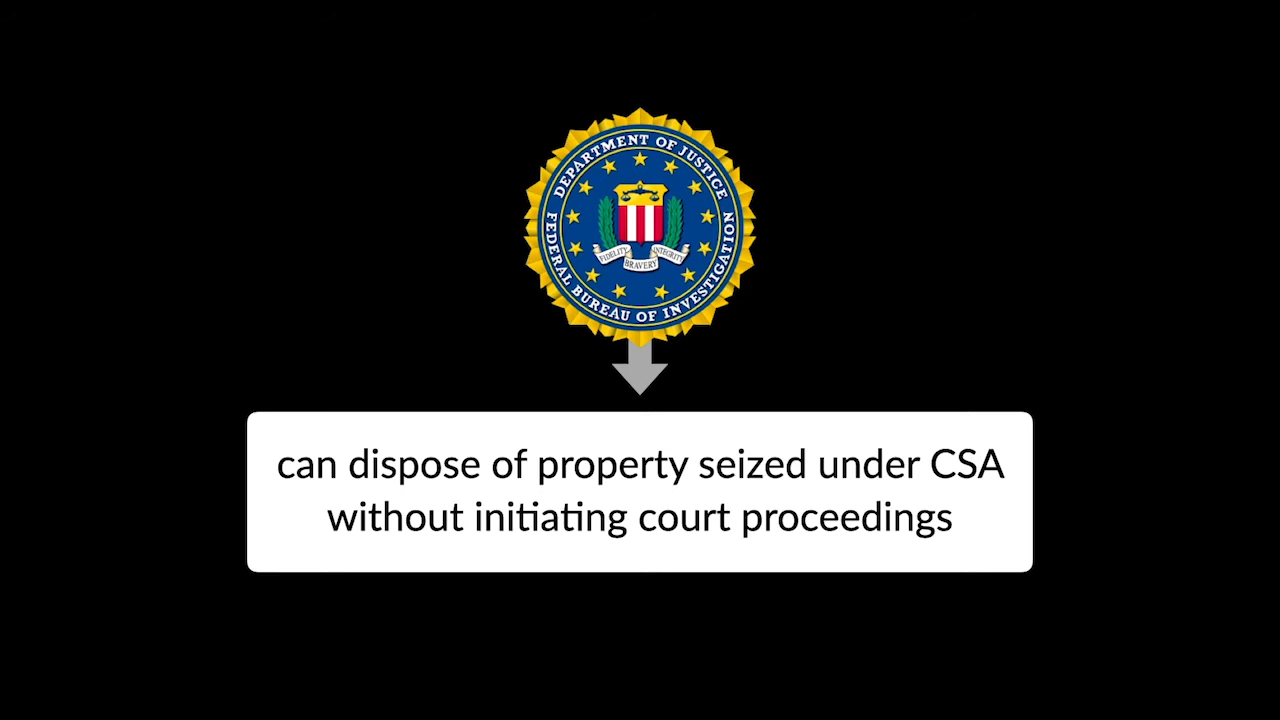 DEPARTMENT OF JUSTICE
FEDERAL BUREAU OF INVESTIGATION
FIDELITY
BRAVERY
INTEGRITY
can dispose of property seized under CSA
without initiating court proceedings